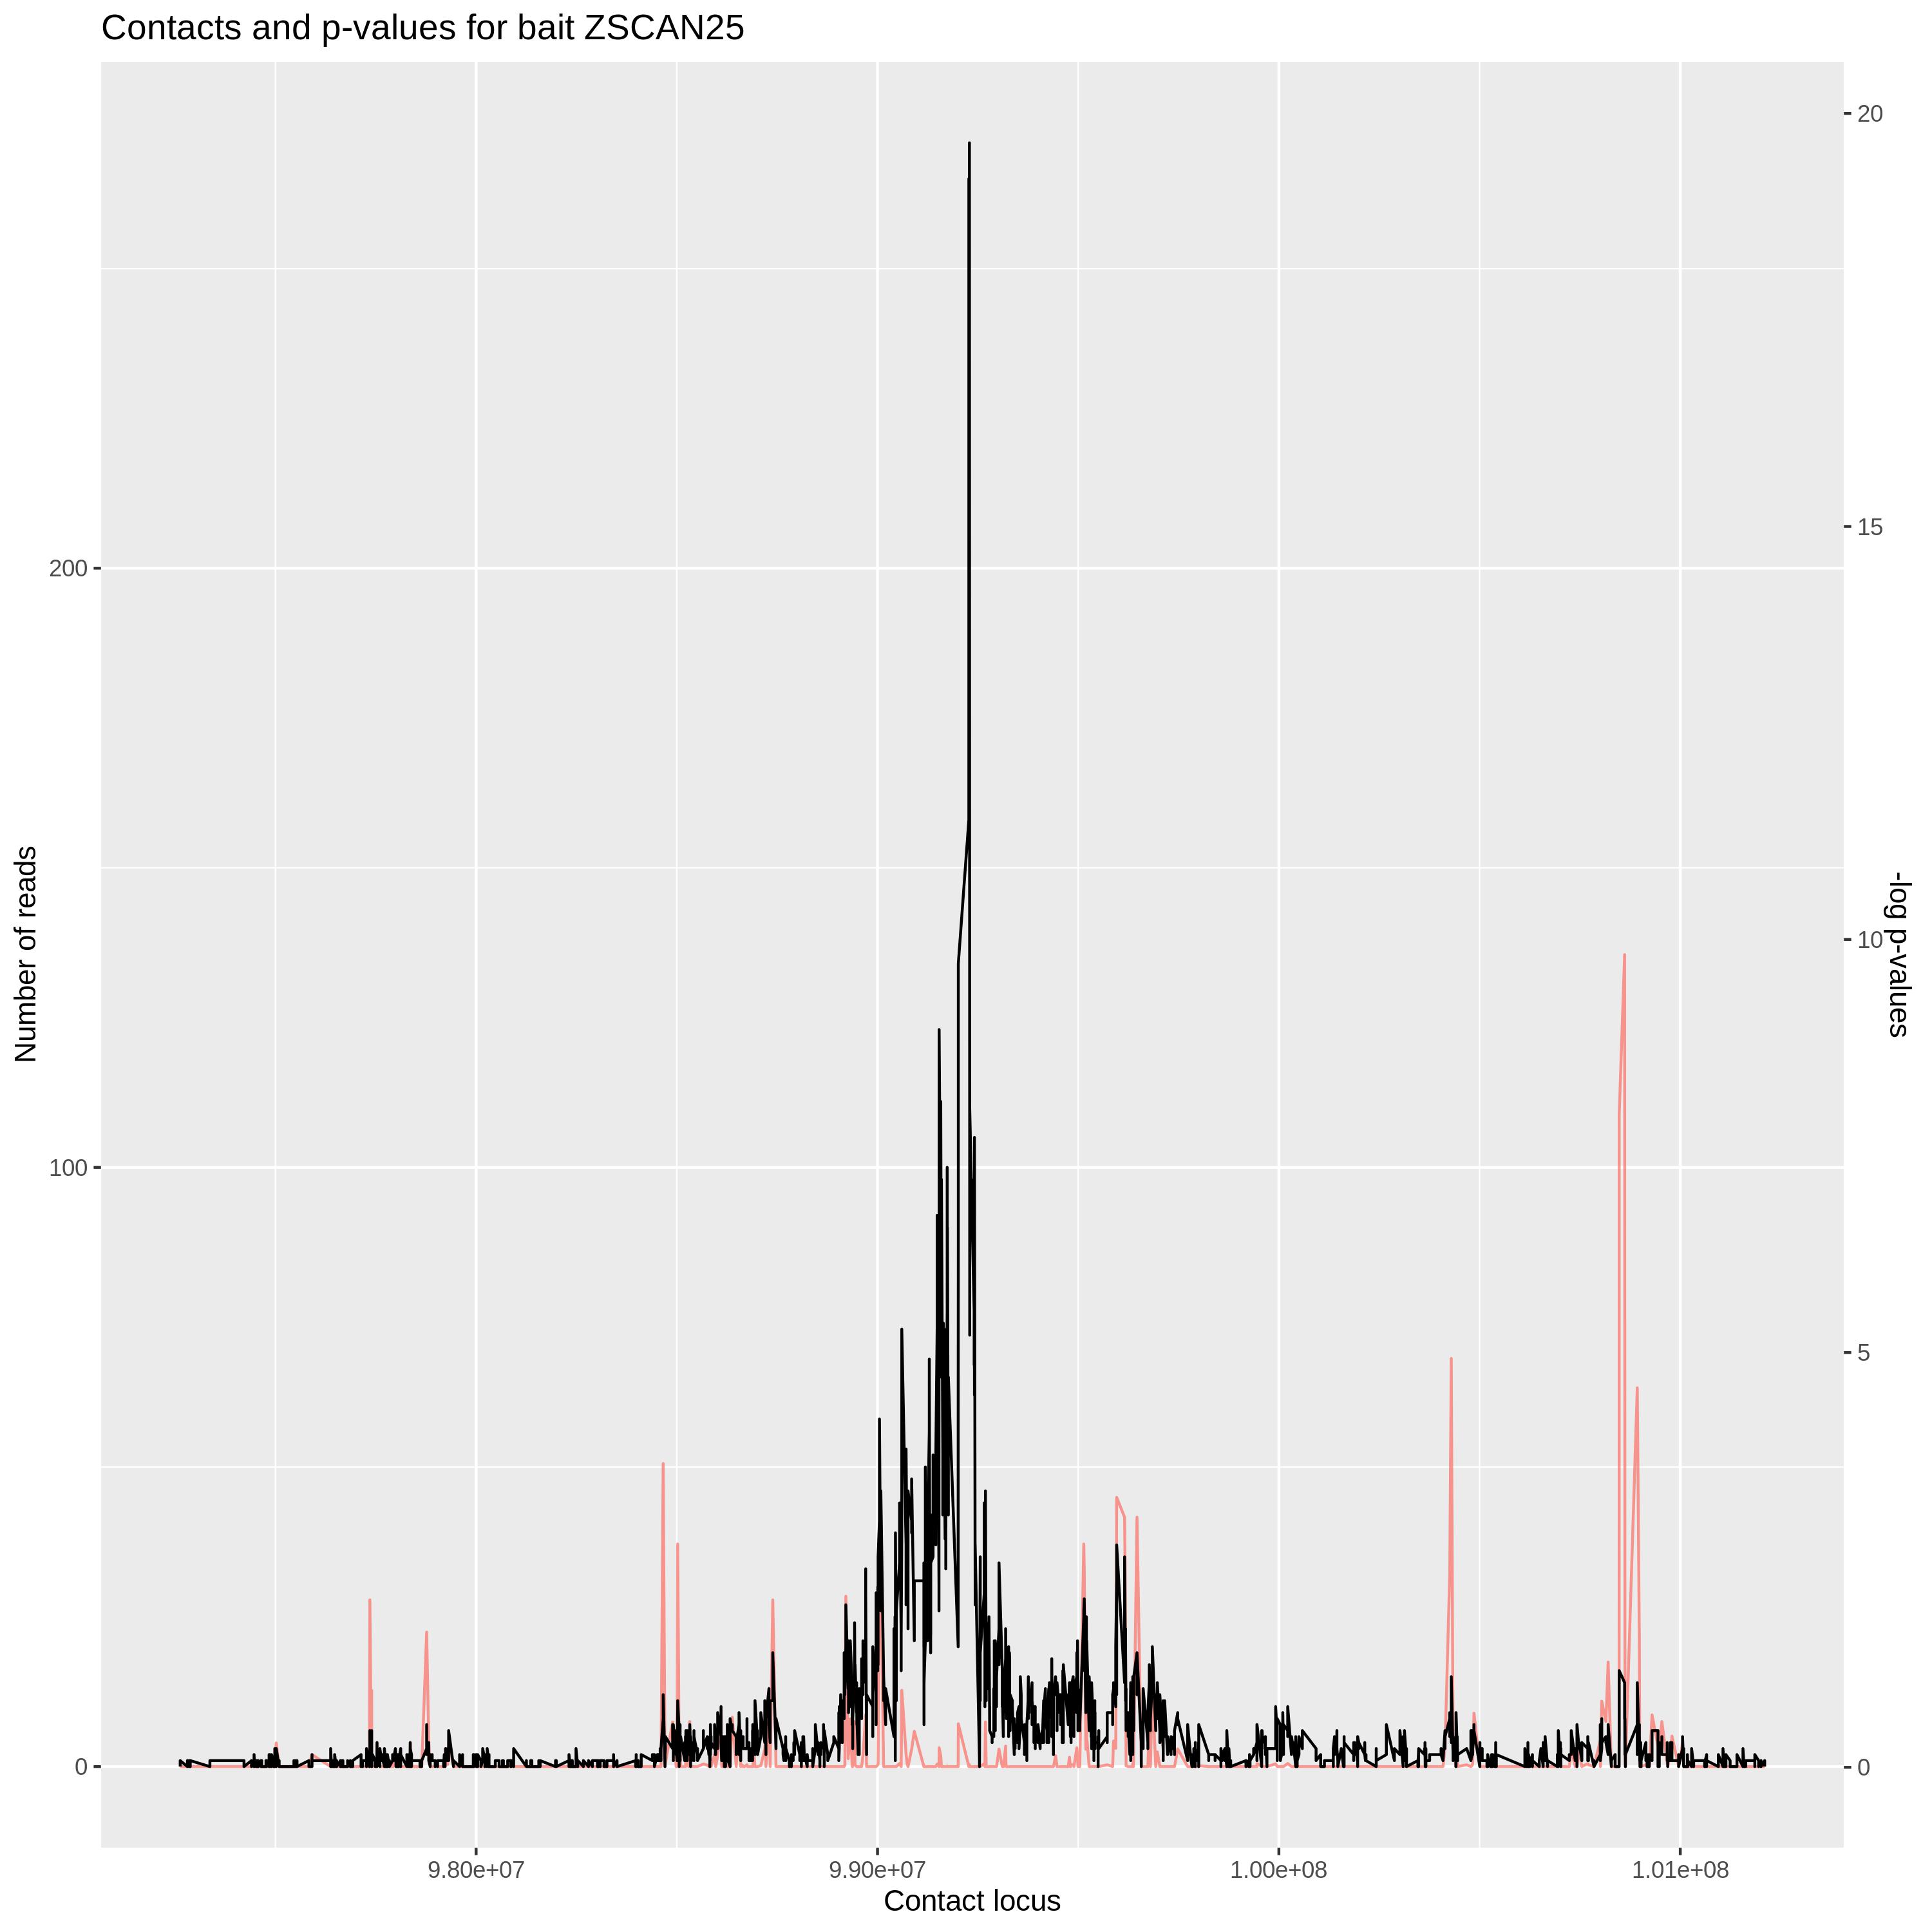 Contacts and p-values for bait ZSCAN25
Number of reads
200
100
0
20
15
10
5
0
-log p-values
9.80e+07
9.90e+07
1.00e+08
1.01e+08
Contact locus